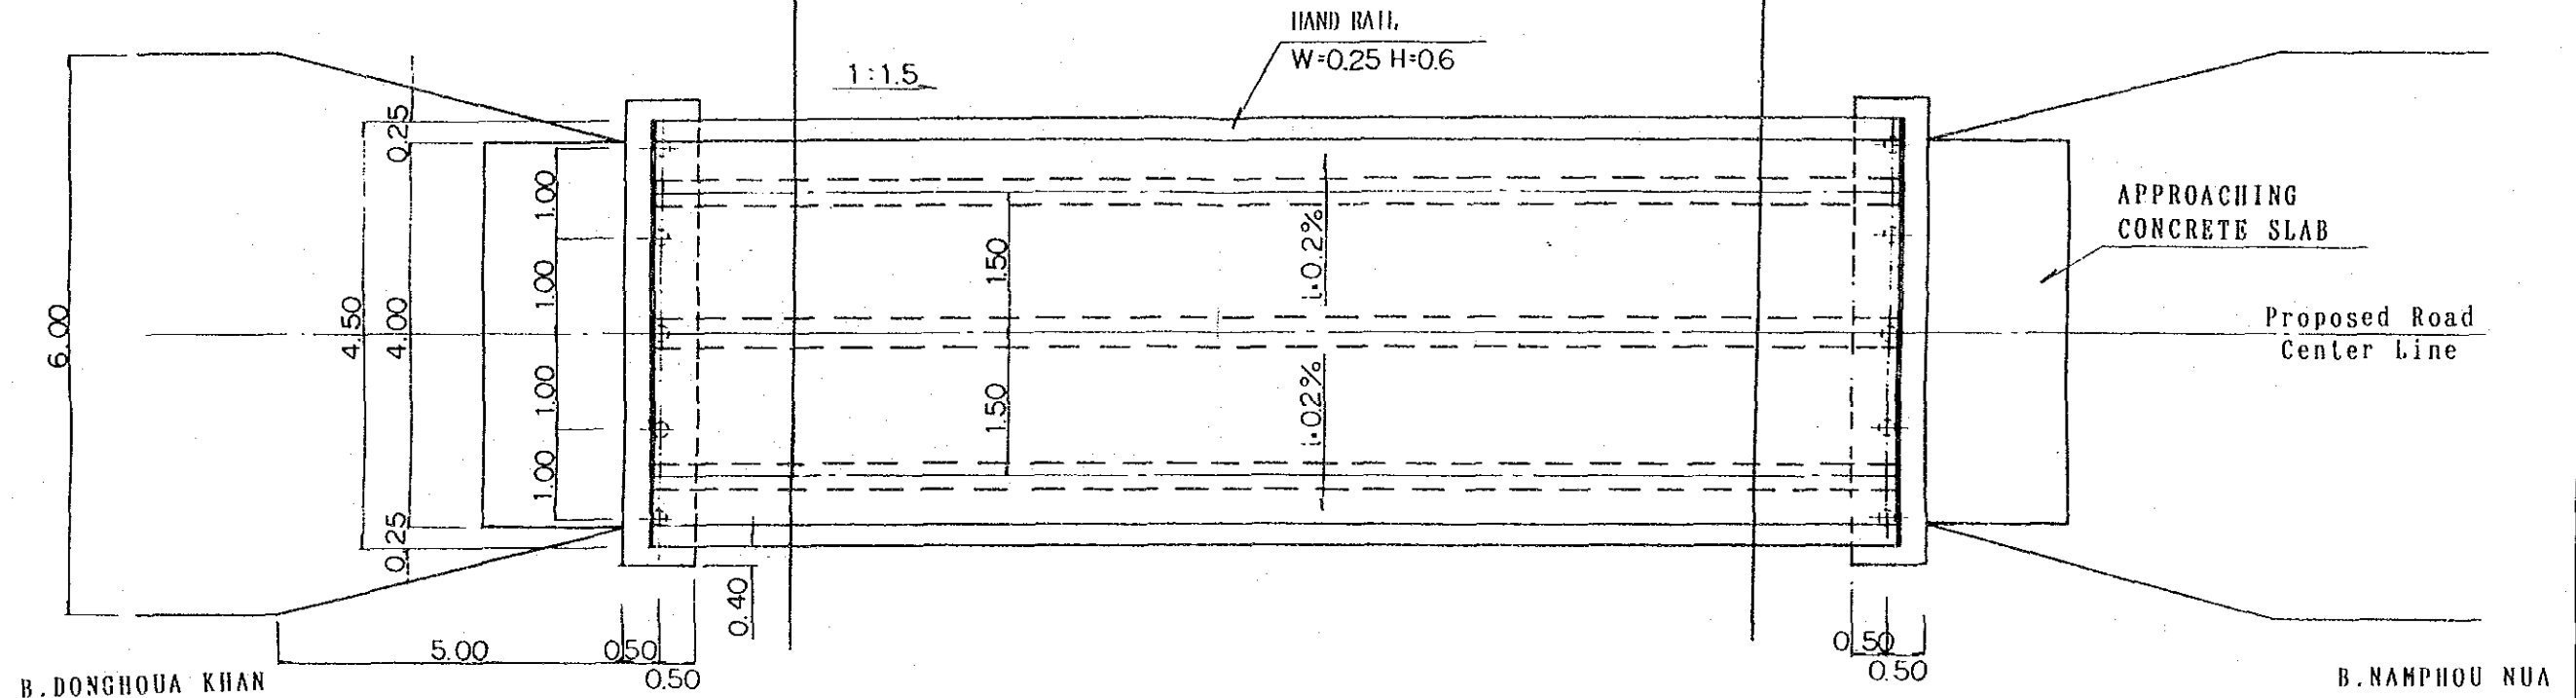 HAND RAIL
W=0.25 H=0.6
1:1.5
0.25
1.00
1.50
i=0.2%
APPROACHING
CONCRETE SLAB
6.00
4.50
4.00
1.00
Proposed Road
Center Line
1.00
1.50
i=0.2%
1.00
0.25
0.40
5.00
0.50
0.50
0.50
0.50
B.DONGHOUA KHAN
B.NAMPHOU NUA